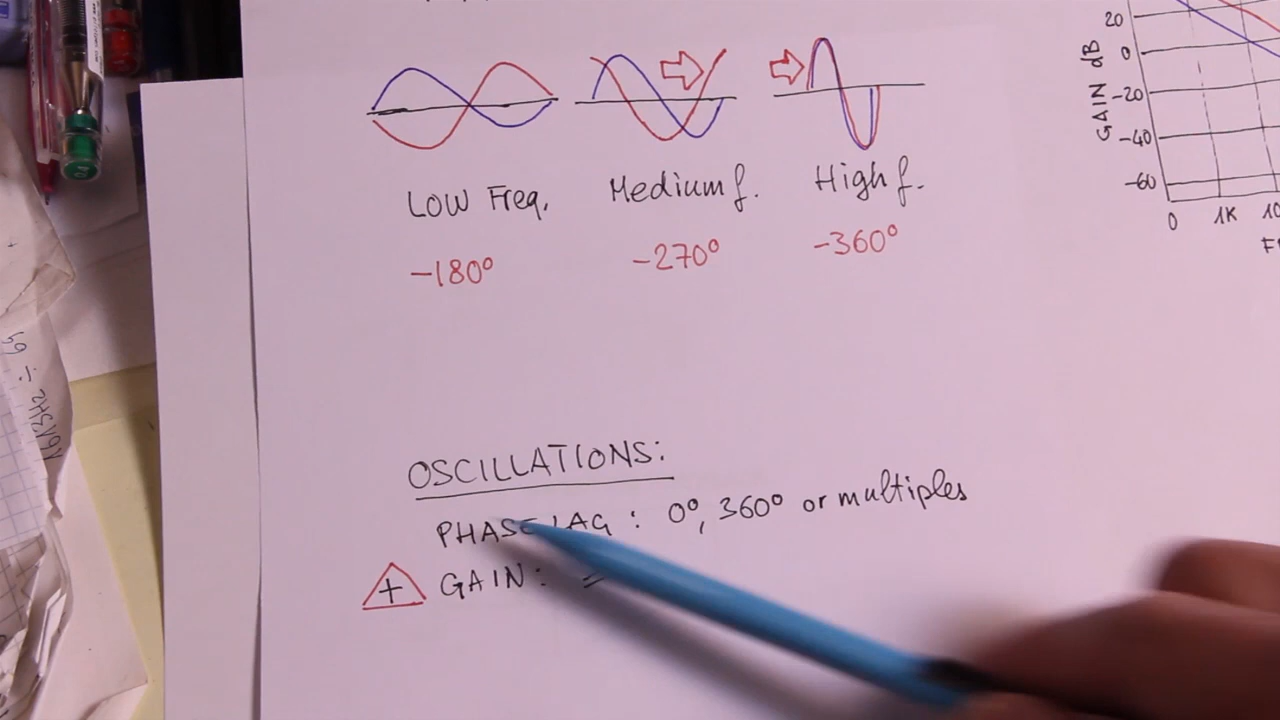 LOW Freq. Medium f. High f.
-180° -270° -360°
OSCILLATIONS:
PHASE LAG : 0°, 360° or multiples
+ GAIN: =
20
0
-20
-40
-60
GAIN dB
0 1K